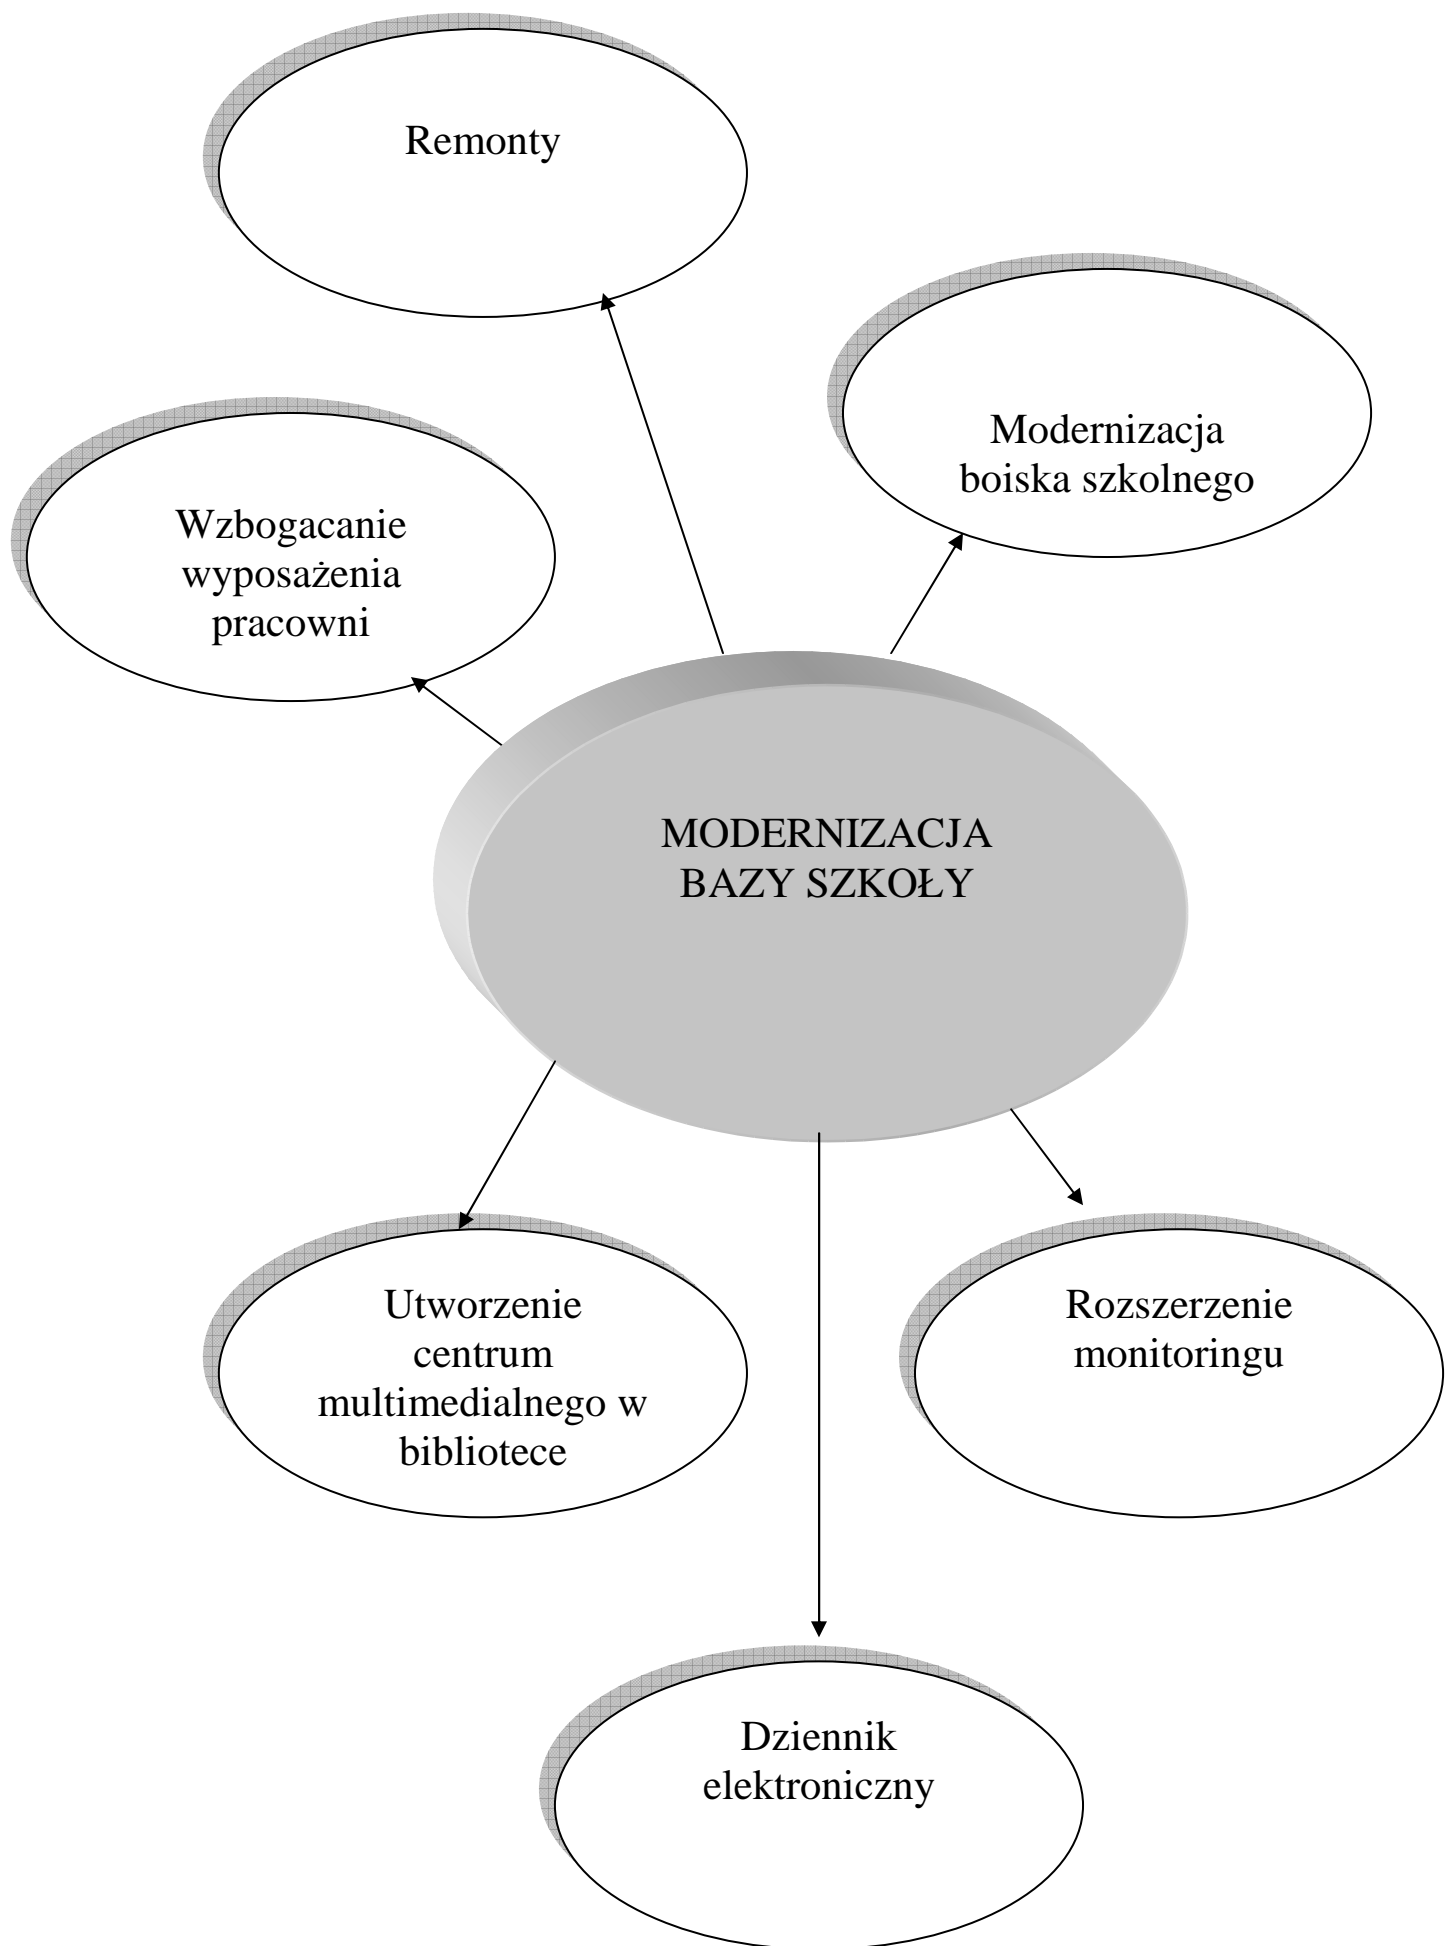 Remonty
Modernizacja
boiska szkolnego
Wzbogacanie
wyposażenia
pracowni
MODERNIZACJA
BAZY SZKOŁY
Utworzenie
centrum
multimedialnego w
bibliotece
Rozszerzenie
monitoringu
Dziennik
elektroniczny